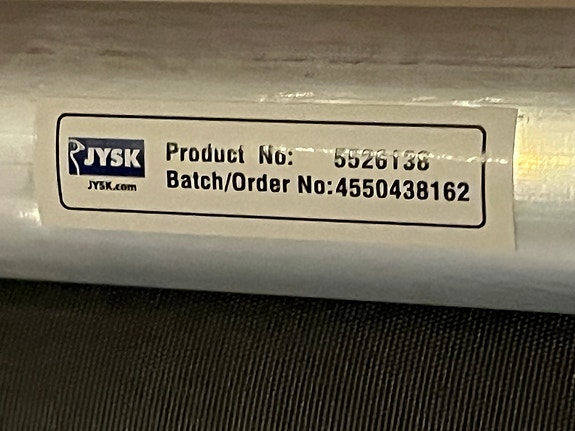 JYSK
JYSK.com
Product No: 5526138
Batch/Order No:4550438162